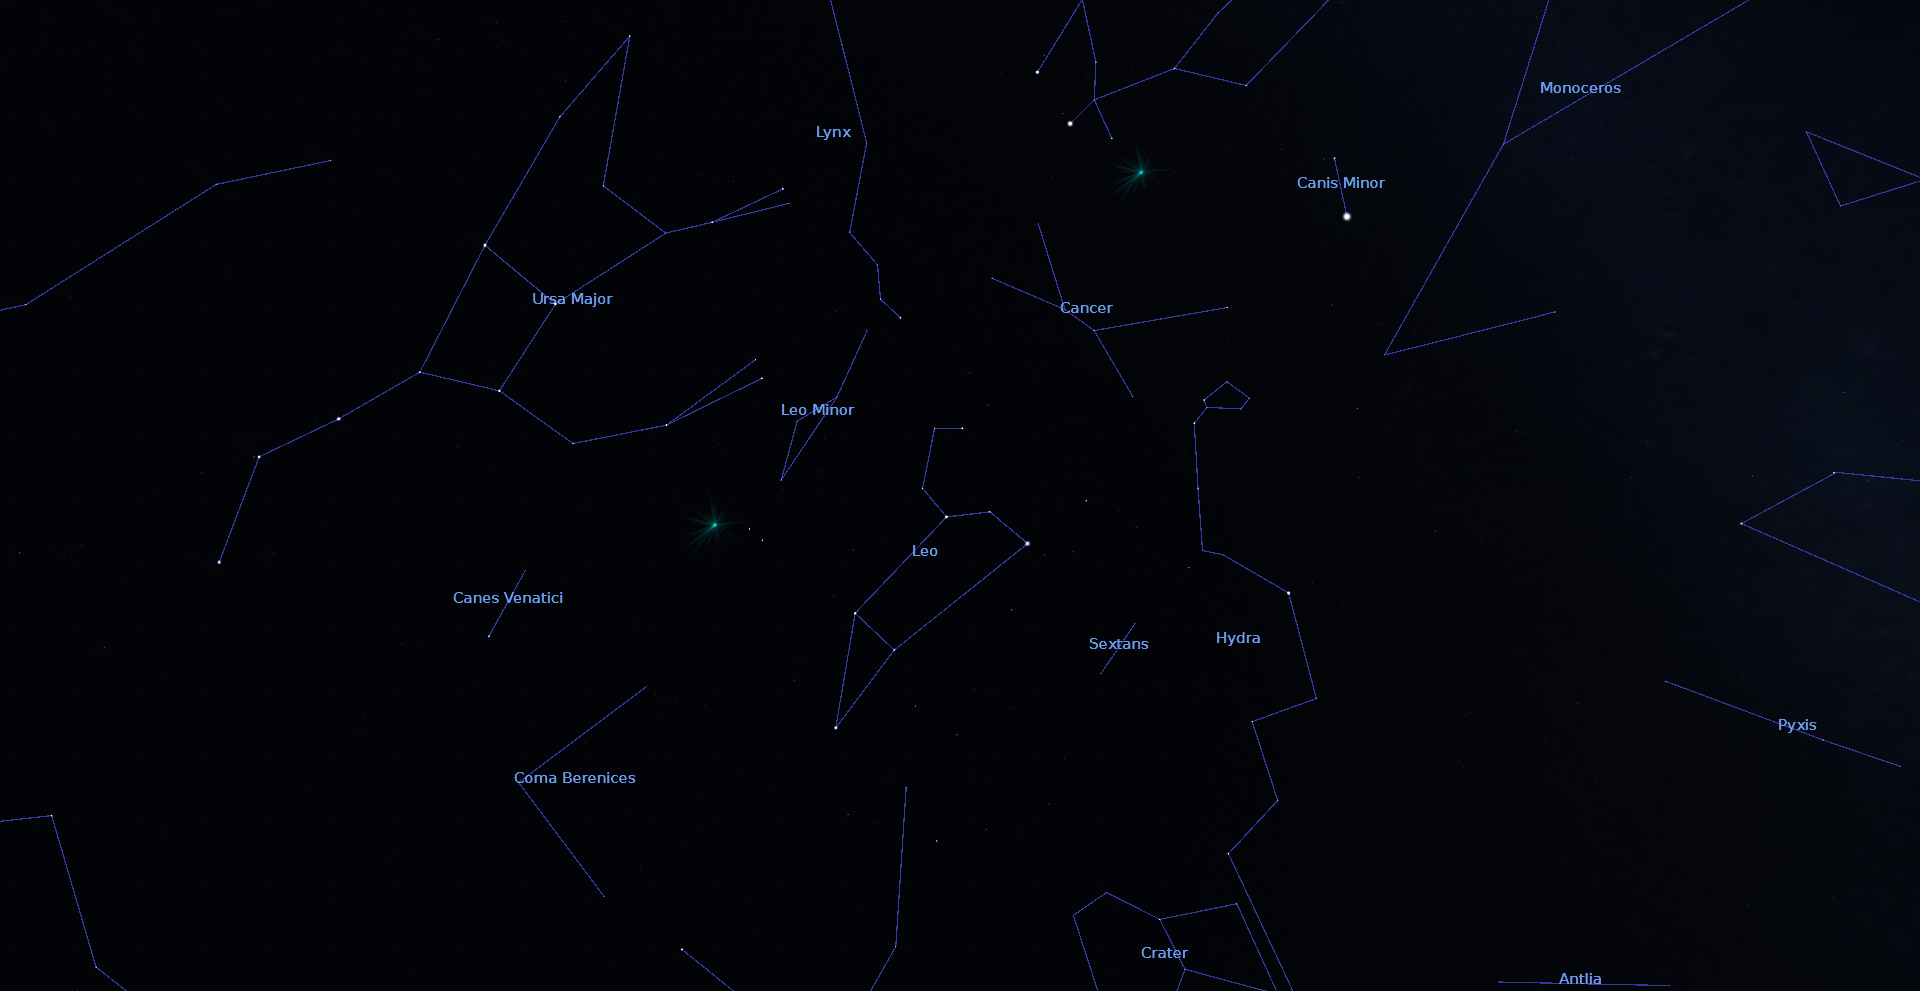 Monoceros
Lynx
Canis Minor
Ursa Major
Cancer
Leo Minor
Leo
Canes Venatici
Hydra
Sextans
Pyxis
Coma Berenices
Crater
Antlia